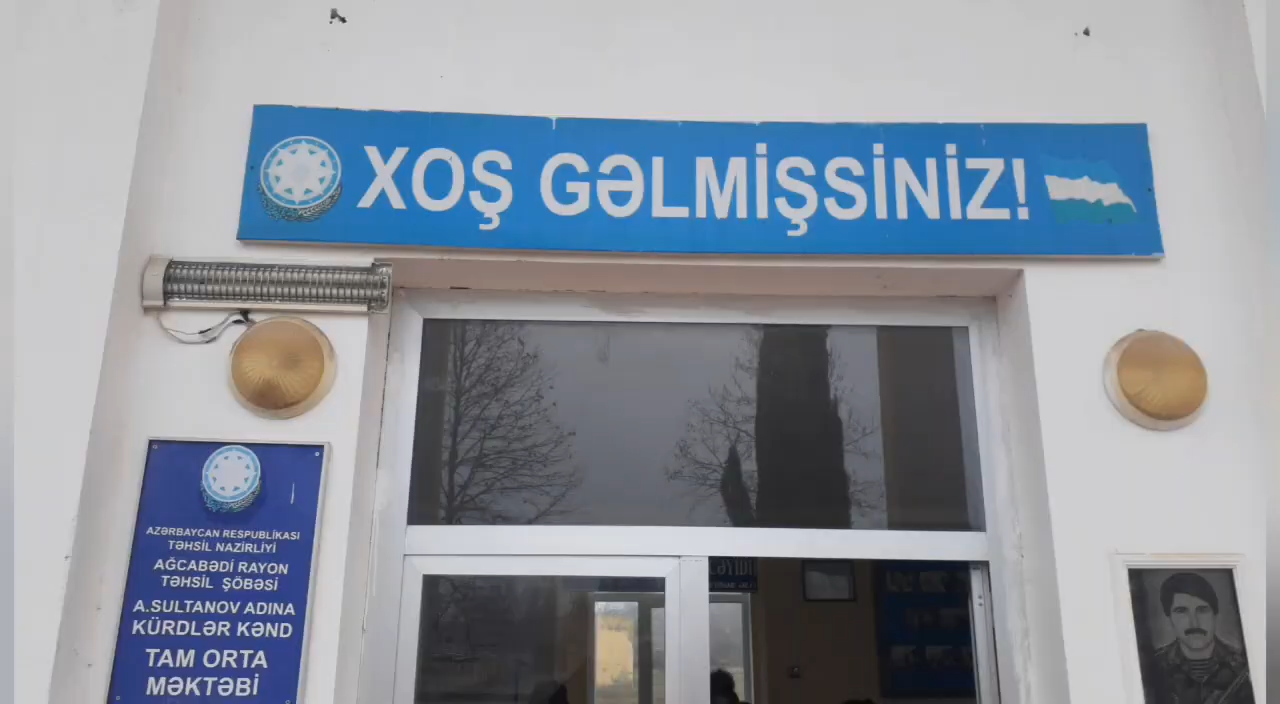 XOŞ GƏLMİŞSİNİZ!
AZƏRBAYCAN RESPUBLİKASI
TƏHSİL NAZİRLİYİ
AĞCABƏDİ RAYON
TƏHSİL ŞÖBƏSİ
A.SULTANOV ADINA
KÜRDLƏR KƏND
TAM ORTA
MƏKTƏBİ